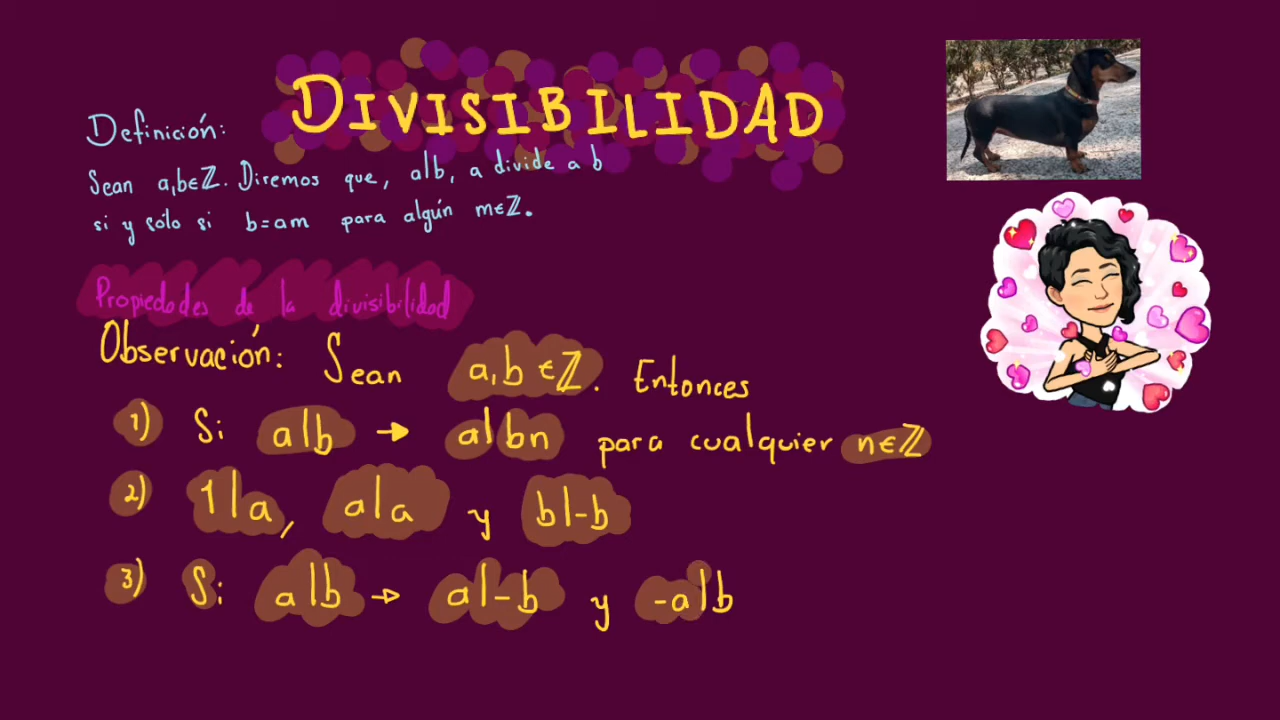 DIVISIBILIDAD
Definición:
Sean a,b∈ℤ. Diremos que, a|b, a divide a b
si y sólo si b=am para algún m∈ℤ.
Propiedades de la divisibilidad
Observación: Sean a,b ∈ℤ. Entonces
1) Si a|b → a|bn para cualquier n∈ℤ
2) 1|a, a|a y b|-b
3) Si a|b → a|-b y -a|b